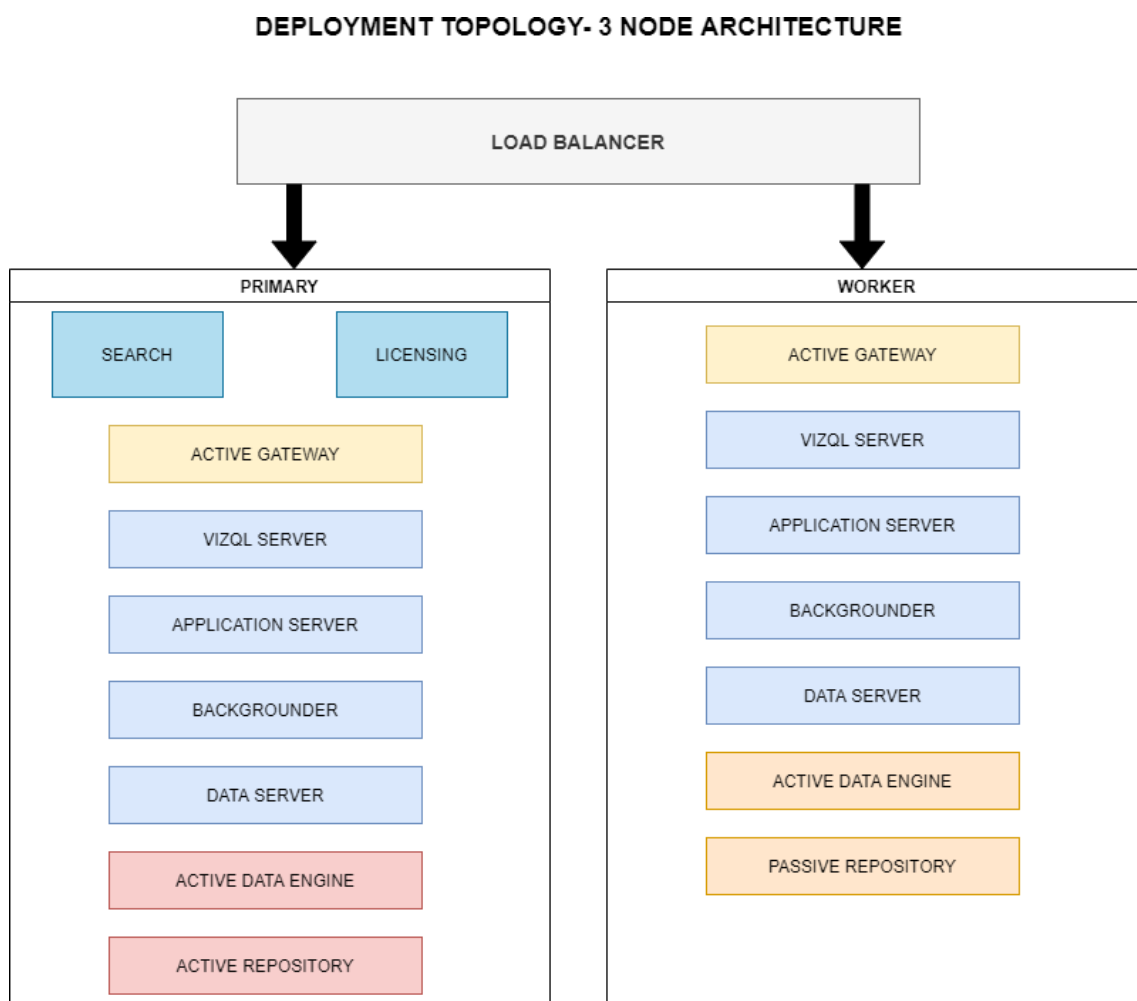 DEPLOYMENT TOPOLOGY- 3 NODE ARCHITECTURE
LOAD BALANCER
PRIMARY
SEARCH
LICENSING
ACTIVE GATEWAY
VIZQL SERVER
APPLICATION SERVER
BACKGROUNDER
DATA SERVER
ACTIVE DATA ENGINE
ACTIVE REPOSITORY
WORKER
ACTIVE GATEWAY
VIZQL SERVER
APPLICATION SERVER
BACKGROUNDER
DATA SERVER
ACTIVE DATA ENGINE
PASSIVE REPOSITORY